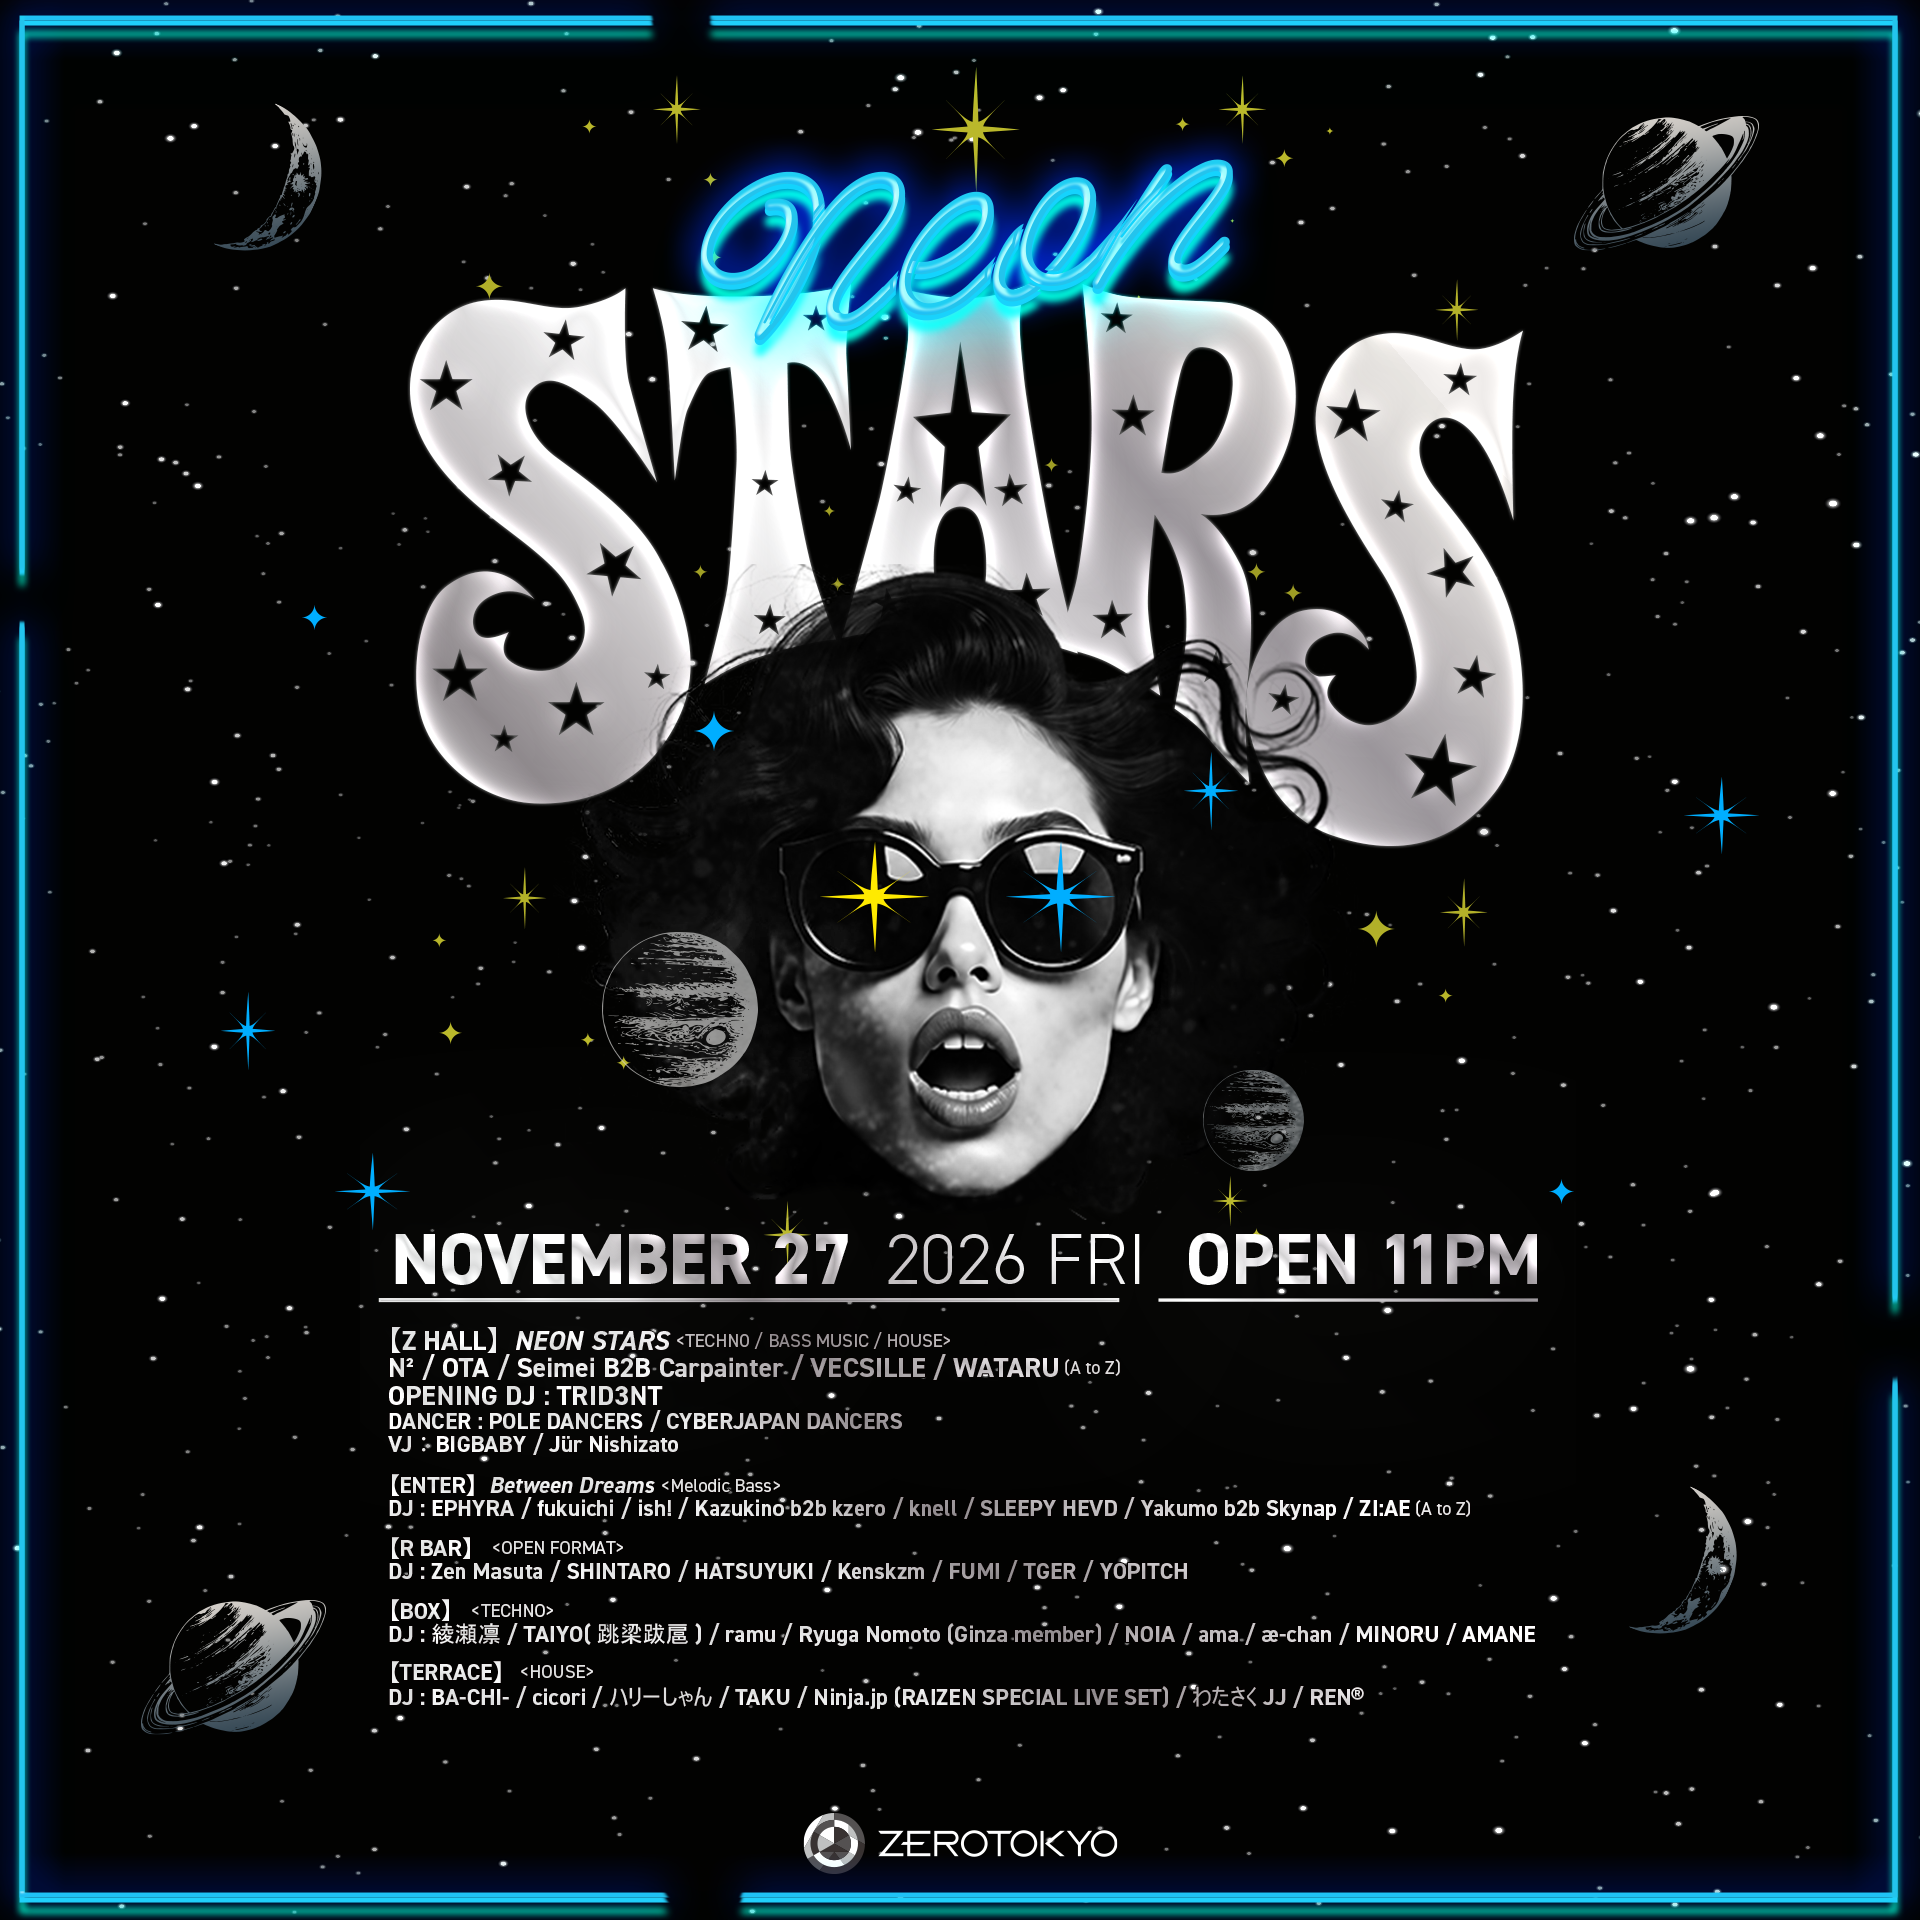 neon
STARS
NOVEMBER 27 2026 FRI OPEN 11PM
【Z HALL】 NEON STARS <TECHNO / BASS MUSIC / HOUSE>
N² / OTA / Seimei B2B Carpainter / VECSILLE / WATARU (A to Z)
OPENING DJ : TRID3NT
DANCER : POLE DANCERS / CYBERJAPAN DANCERS
VJ : BIGBABY / Jür Nishizato
【ENTER】 Between Dreams <Melodic Bass>
DJ : EPHYRA / fukuichi / ish! / Kazukino b2b kzero / knell / SLEEPY HEVD / Yakumo b2b Skynap / ZI:AE (A to Z)
【R BAR】 <OPEN FORMAT>
DJ : Zen Masuta / SHINTARO / HATSUYUKI / Kenskzm / FUMI / TGER / YOPITCH
【BOX】 <TECHNO>
DJ : 綾瀬凛 / TAIYO( 跳梁跋扈 ) / ramu / Ryuga Nomoto (Ginza member) / NOIA / ama / æ-chan / MINORU / AMANE
【TERRACE】 <HOUSE>
DJ : BA-CHI- / cicori / ハリーしゃん / TAKU / Ninja.jp (RAIZEN SPECIAL LIVE SET) / わたさく JJ / REN®
ZEROTOKYO